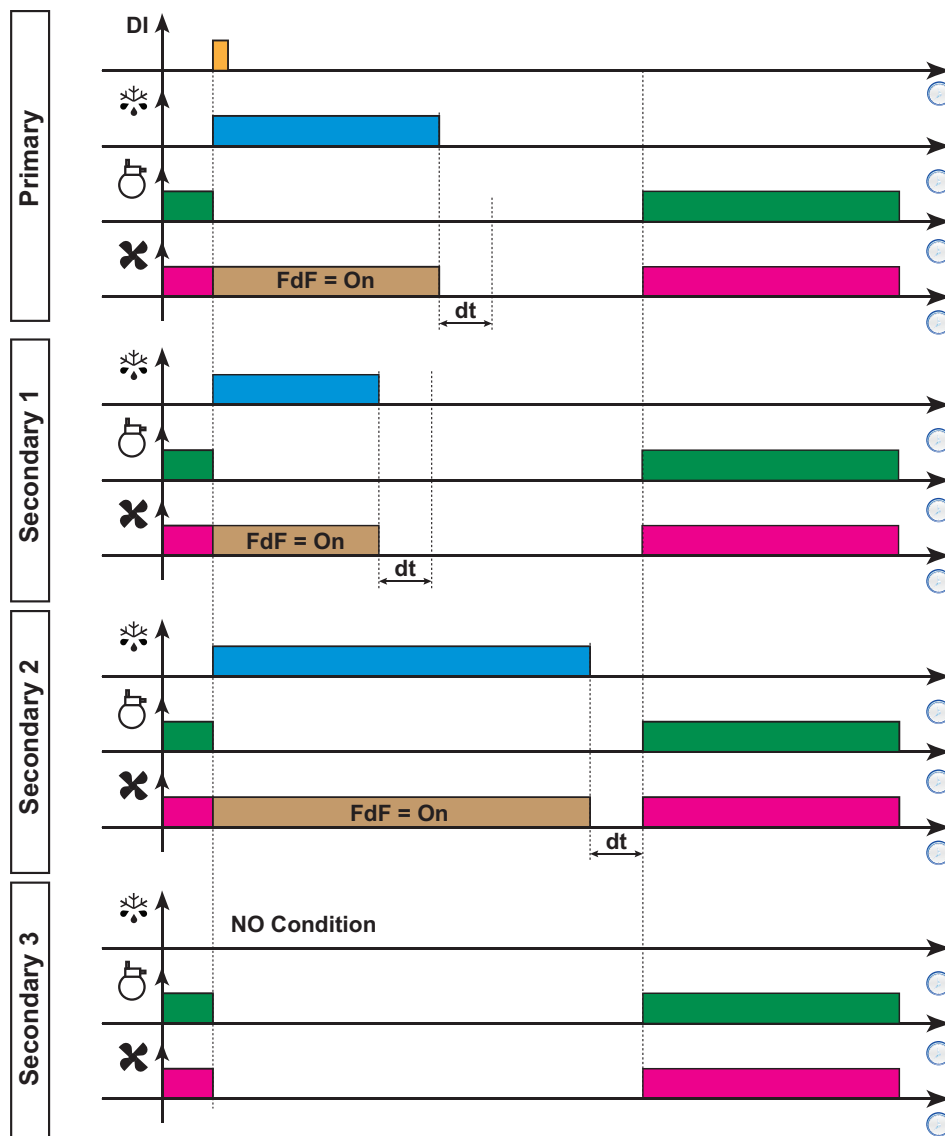 DI
Primary
FdF = On
dt
Secondary 1
FdF = On
dt
Secondary 2
FdF = On
dt
Secondary 3
NO Condition